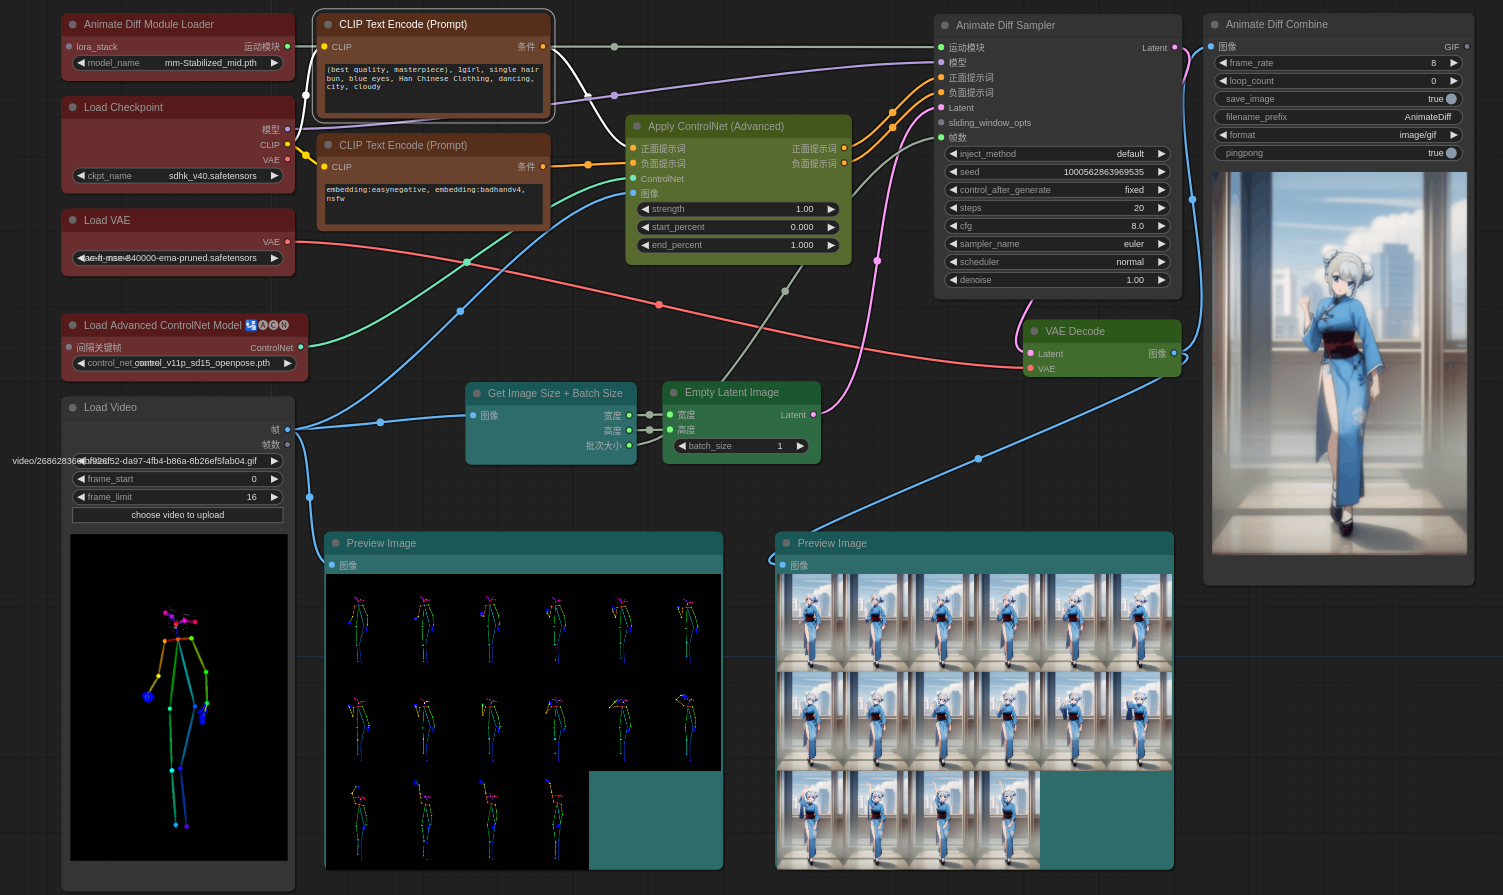 Animate Diff Module Loader
lora_stack
运动模块
model_name
mm-Stabilized_mid.pth
Load Checkpoint
模型
CLIP
VAE
ckpt_name
sdhk_v40.safetensors
Load VAE
VAE
-840000-ema-pruned.safetensors
Load Advanced ControlNet Model 🛂🅐🅒🅝
间隔关键帧
ControlNet
control_net_
control_v11p_sd15_openpose.pth
Load Video
帧
帧数
f926f52-da97-4fb4-b86a-8b26ef5fab04.gif
frame_start
0
frame_limit
16
choose video to upload
CLIP Text Encode (Prompt)
CLIP
条件
(best quality, masterpiece), 1girl, single hair
bun, blue eyes, Han Chinese Clothing, dancing,
city, cloudy
CLIP Text Encode (Prompt)
CLIP
条件
embedding:easynegative, embedding:badhandv4,
nsfw
Apply ControlNet (Advanced)
正面提示词
正面提示词
负面提示词
负面提示词
ControlNet
图像
strength
1.00
start_percent
0.000
end_percent
1.000
Get Image Size + Batch Size
图像
宽度
高度
批次大小
Empty Latent Image
宽度
Latent
高度
batch_size
1
Animate Diff Sampler
运动模块
Latent
模型
正面提示词
负面提示词
Latent
sliding_window_opts
帧数
inject_method
default
seed
1000562863969535
control_after_generate
fixed
steps
20
cfg
8.0
sampler_name
euler
scheduler
normal
denoise
1.00
VAE Decode
Latent
图像
VAE
Animate Diff Combine
图像
GIF
frame_rate
8
loop_count
0
save_image
true
filename_prefix
AnimateDiff
format
image/gif
pingpong
true
Preview Image
图像
Preview Image
图像